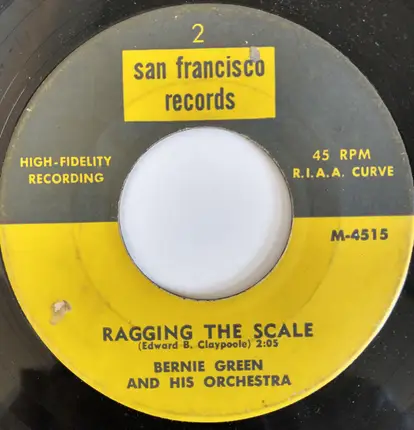 2
san francisco
records
HIGH-FIDELITY
RECORDING
45 RPM
R.I.A.A. CURVE
M-4515
RAGGING THE SCALE
(Edward B. Claypoole) 2:05
BERNIE GREEN
AND HIS ORCHESTRA